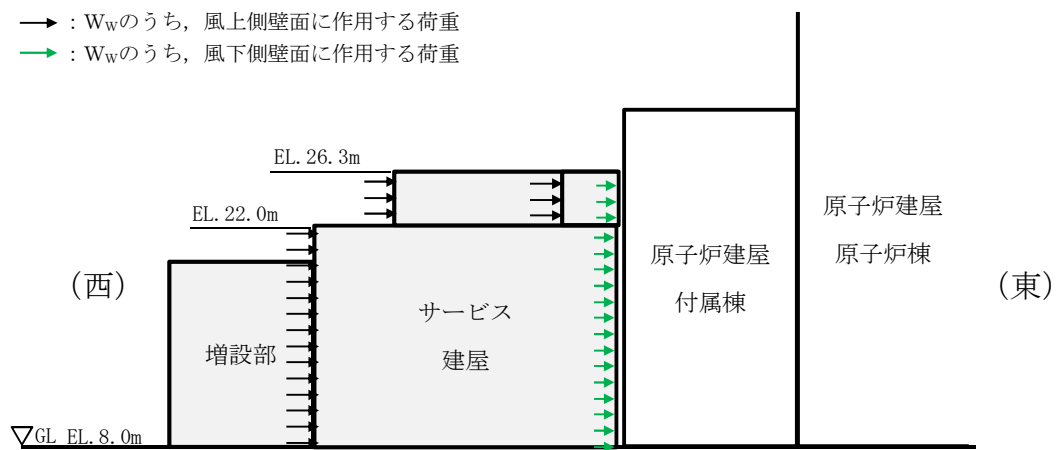 ：WWのうち，風上側壁面に作用する荷重
：WWのうち，風下側壁面に作用する荷重
EL.26.3m
EL.22.0m
原子炉建屋
原子炉棟
原子炉建屋
付属棟
（西）
（東）
サービス
建屋
増設部
GL EL.8.0m